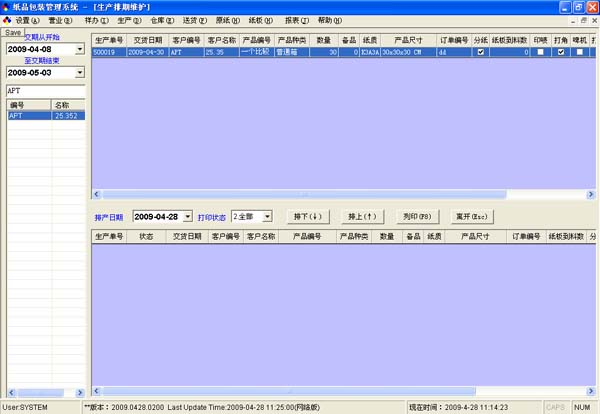 纸品包装管理系统 - [生产排期维护]
设置(A) 营业(B) 祥办(I) 生产(D) 仓库(E) 送货(F) 原纸(H) 纸板(H) 报表(J) 帮助(H)
Save
交期从开始
2009-04-08
至交期结束
2009-05-03
APT
编号 名称
APT 25.352
生产单号 交货日期 客户编号 客户名称 产品编号 产品种类 数量 备品 纸质 产品尺寸 订单编号 分纸 纸板到料数 印唛 打角 啤机 打
S00019 2009-04-30 APT 25.35 一个比较 普通箱 30 0 K3A3A 30x30x30 CM dd 0
排产日期 2009-04-28 打印状态 2.全部 排下(↓) 排上(↑) 列印(F8) 离开(Esc)
生产单号 状态 交货日期 客户编号 客户名称 产品编号 产品种类 数量 备品 纸质 产品尺寸 订单编号 纸板到料数 分
User:SYSTEM **版本:2009.0428.0200 Last Update Time:2009-04-28 11:25:00(网络版) 现在时间:2009-4-28 11:14:23 CAPS NUM